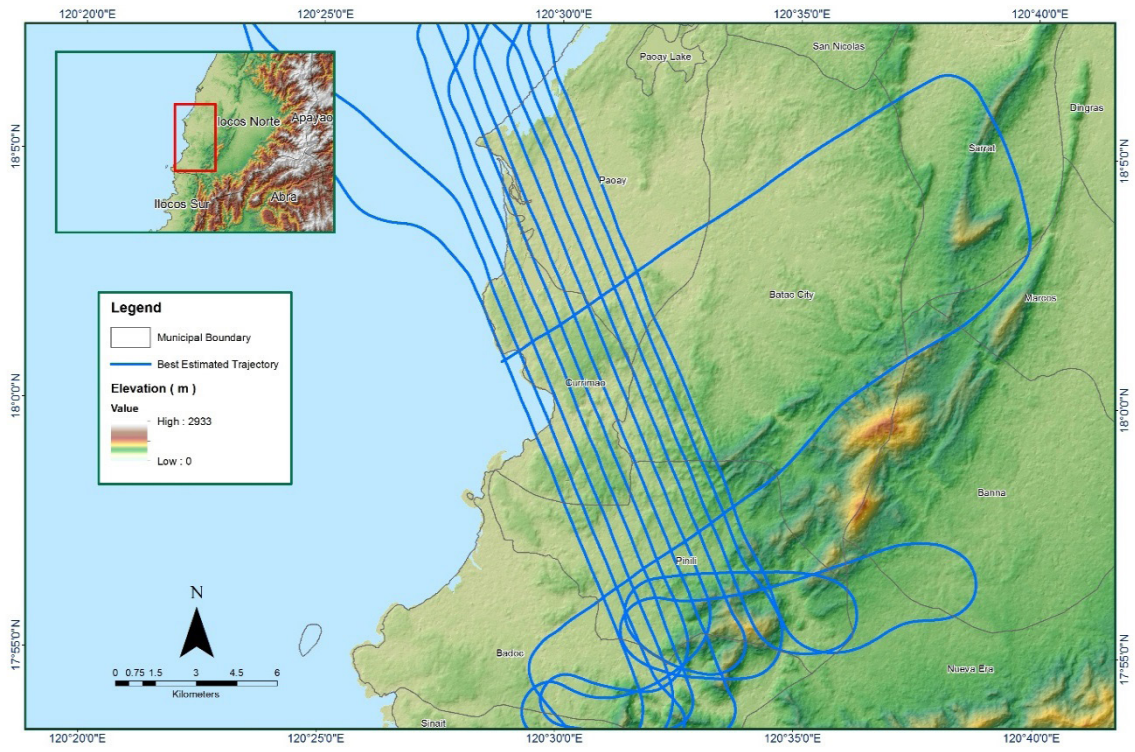 120°20'0"E
120°25'0"E
120°30'0"E
120°35'0"E
120°40'0"E
San Nicolas
Paoay Lake
Dingras
Ilocos Norte
Apayao
18°5'0"N
18°5'0"N
Sarrat
Paoay
Ilocos Sur
Abra
Batac City
Marcos
Legend
Municipal Boundary
Best Estimated Trajectory
Elevation ( m )
Value
High : 2933
Low : 0
Currimao
18°0'0"N
18°0'0"N
Banna
Pinili
N
17°55'0"N
17°55'0"N
Badoc
Nueva Era
0 0.75 1.5 3 4.5 6
Kilometers
Sinait
120°20'0"E
120°25'0"E
120°30'0"E
120°35'0"E
120°40'0"E